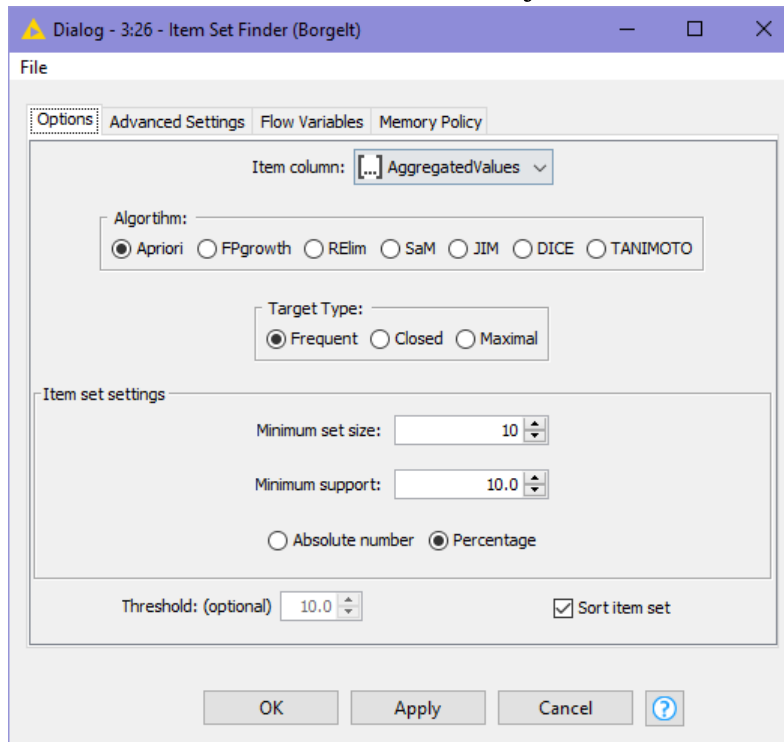 Dialog - 3:26 - Item Set Finder (Borgelt)
File
Options Advanced Settings Flow Variables Memory Policy
Item column: [...] AggregatedValues
Algortihm:
Apriori FPgrowth RElim SaM JIM DICE TANIMOTO
Target Type:
Frequent Closed Maximal
Item set settings
Minimum set size: 10
Minimum support: 10.0
Absolute number Percentage
Threshold: (optional) 10.0 Sort item set
OK Apply Cancel ?